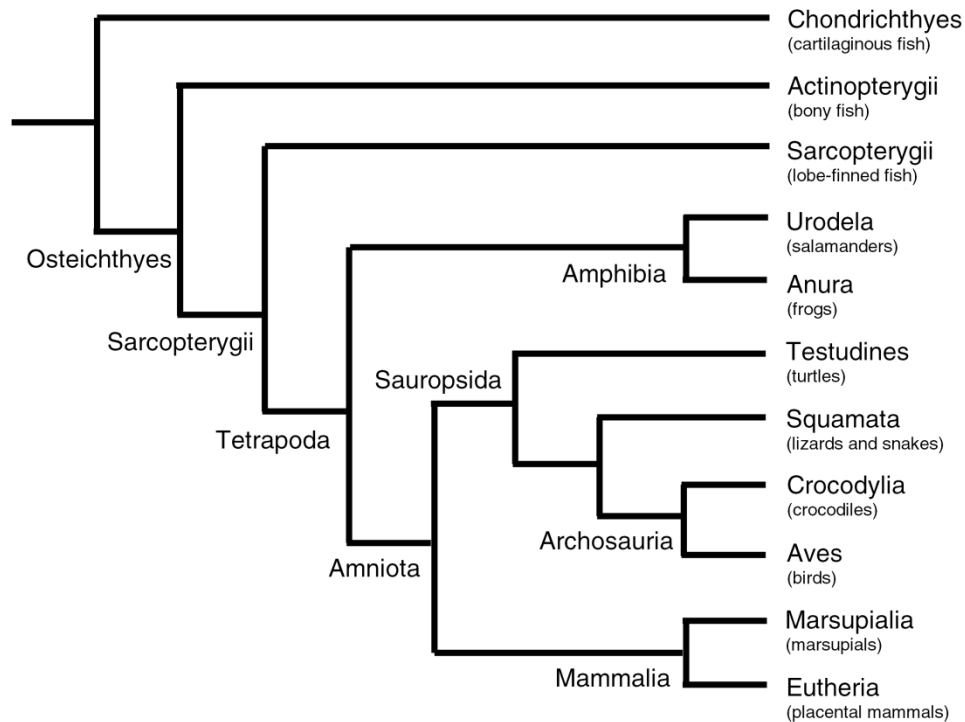 Chondrichthyes
(cartilaginous fish)
Actinopterygii
(bony fish)
Sarcopterygii
(lobe-finned fish)
Urodela
(salamanders)
Osteichthyes
Amphibia
Anura
(frogs)
Sarcopterygii
Testudines
(turtles)
Sauropsida
Squamata
(lizards and snakes)
Tetrapoda
Crocodylia
(crocodiles)
Archosauria
Aves
(birds)
Amniota
Marsupialia
(marsupials)
Mammalia
Eutheria
(placental mammals)